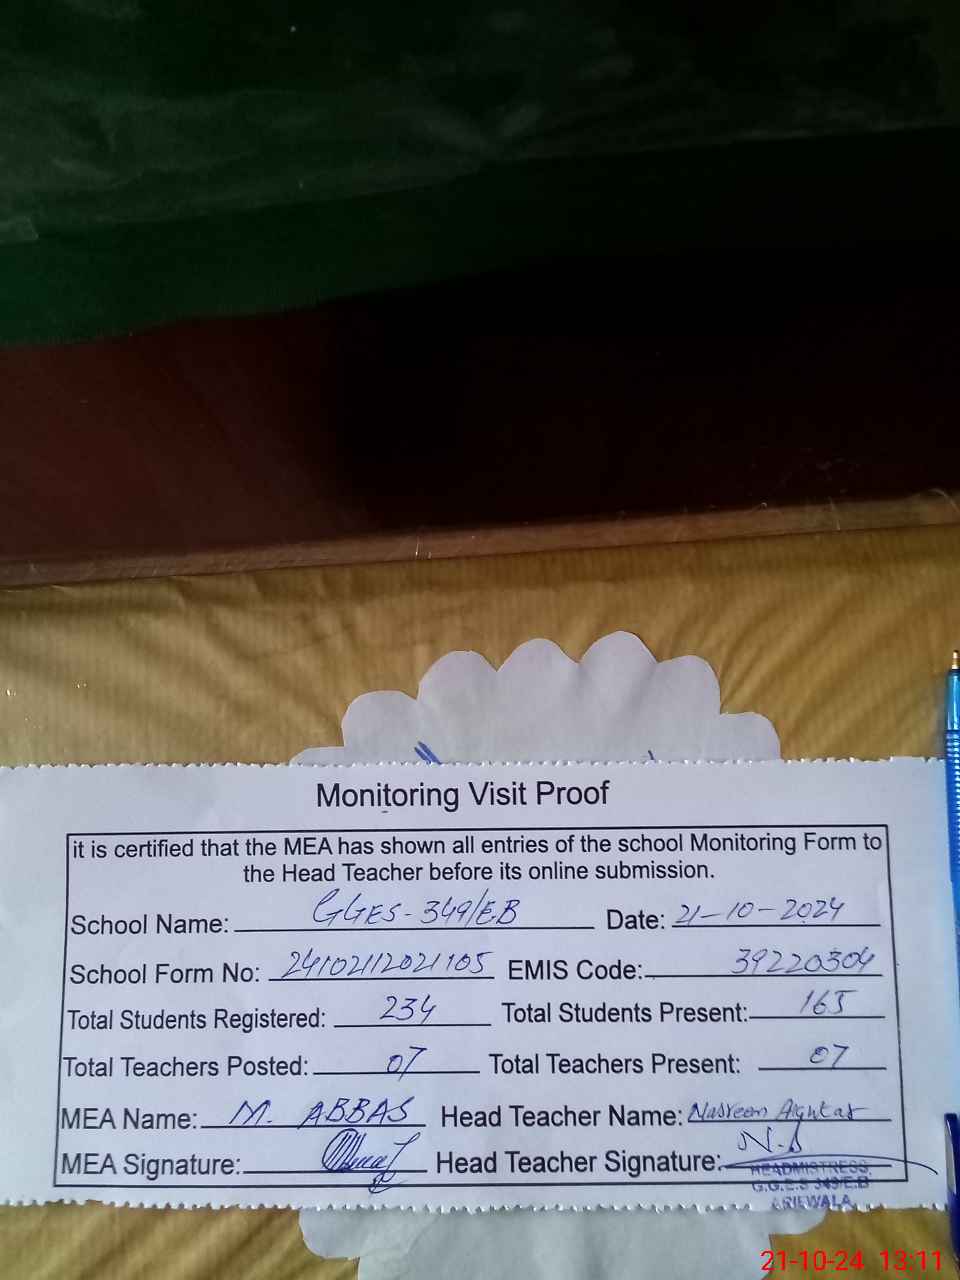 Monitoring Visit Proof
it is certified that the MEA has shown all entries of the school Monitoring Form to
the Head Teacher before its online submission.
School Name: GGES-349/EB Date: 21-10-2024
School Form No: 24102112021105 EMIS Code: 39220304
Total Students Registered: 234 Total Students Present: 165
Total Teachers Posted: 07 Total Teachers Present: 07
MEA Name: M. ABBAS Head Teacher Name: Nasreen
MEA Signature: Head Teacher Signature: N.A
HEADMISTRESS
G.G.E.S 349/E.B
ARIEWALA
21-10-24 13:11